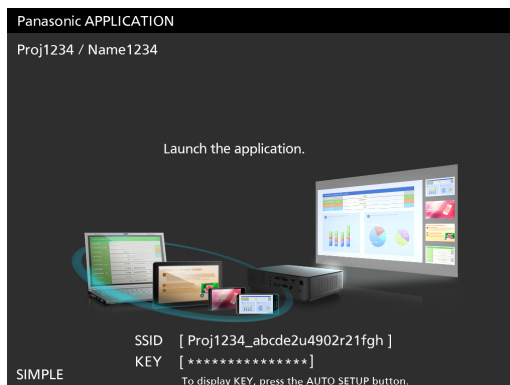 Panasonic APPLICATION
Proj1234 / Name1234
Launch the application.
SSID [ Proj1234_abcde2u4902r21fgh ]
KEY [ *************** ]
To display KEY, press the AUTO SETUP button.
SIMPLE